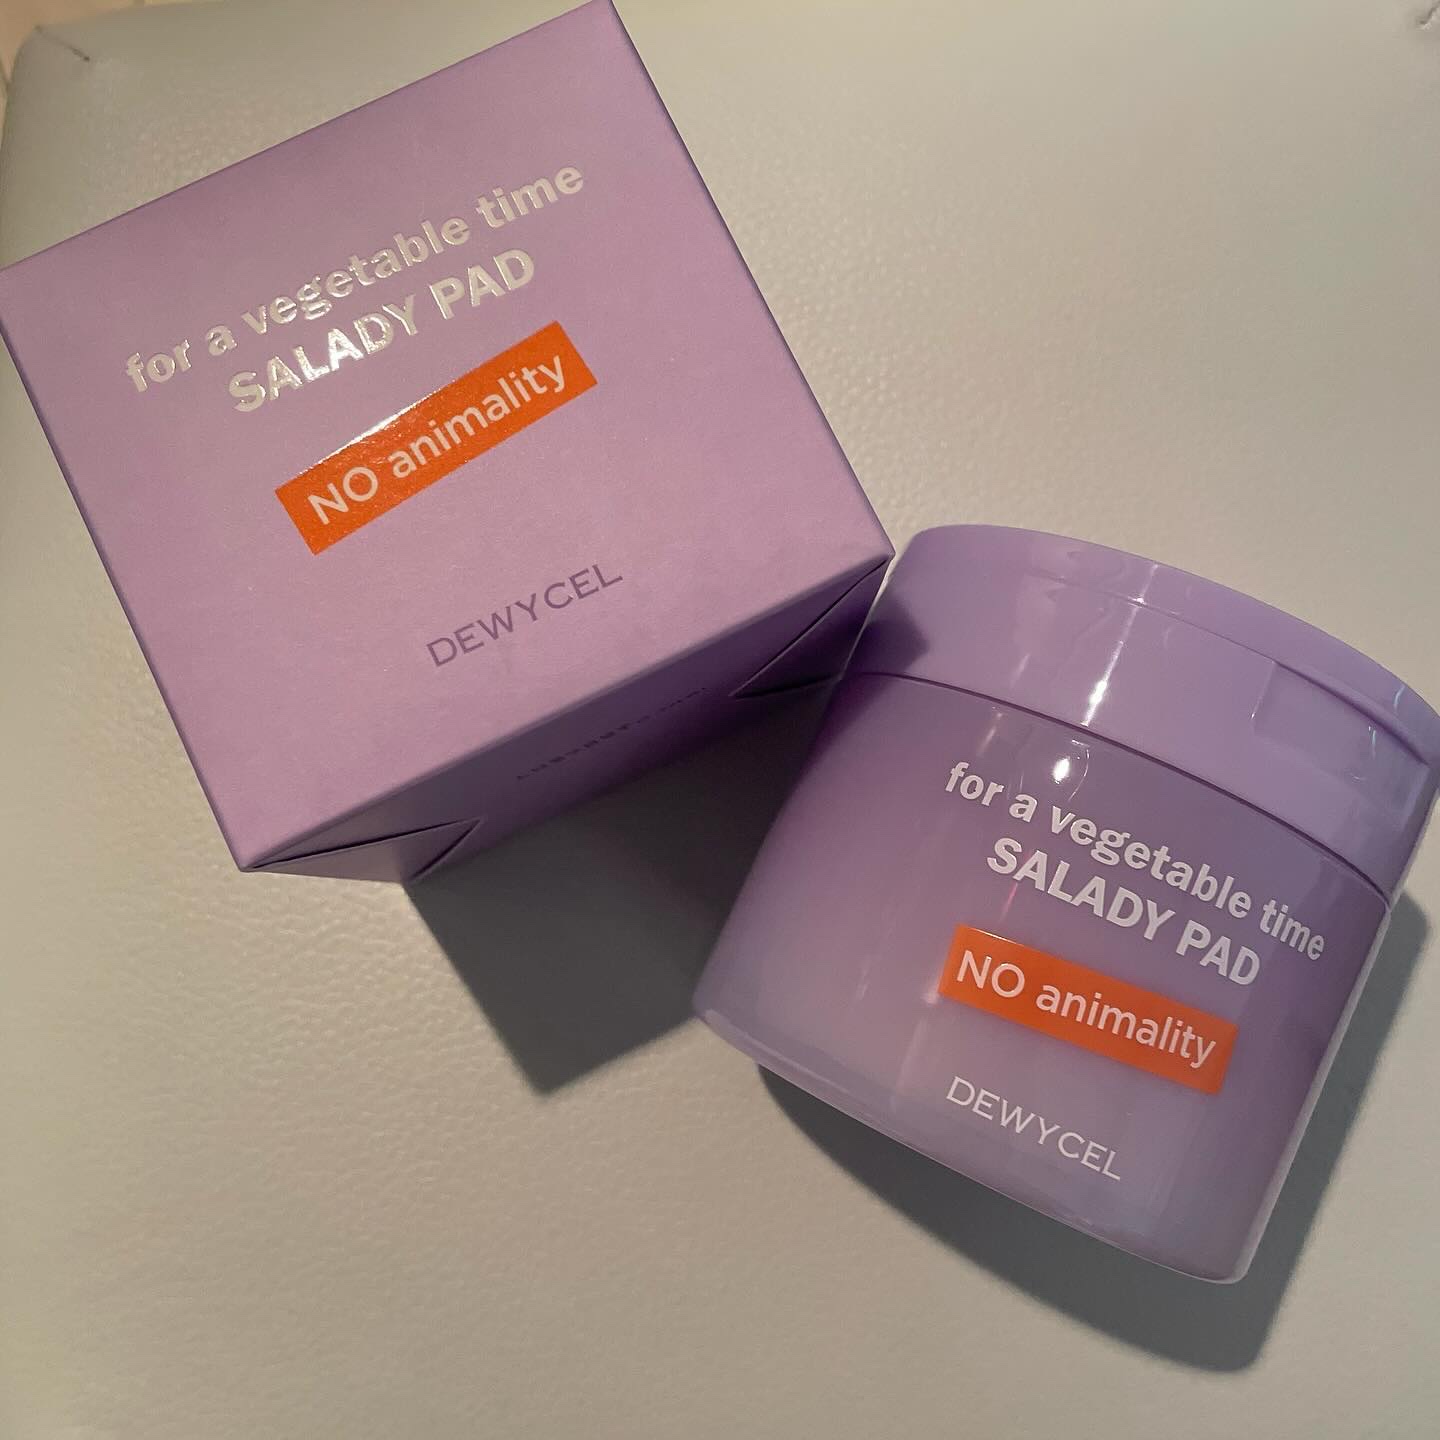 for a vegetable time
SALADY PAD
NO animality
DEWYCEL
for a vegetable time
SALADY PAD
NO animality
DEWYCEL